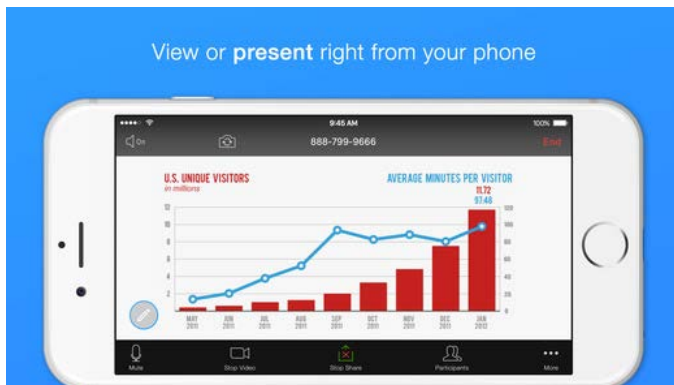 View or present right from your phone
9:45 AM
100%
On
888-799-9666
End
U.S. UNIQUE VISITORS
in millions
AVERAGE MINUTES PER VISITOR
11.72
97.46
12 120
10 100
8 80
6 60
4 40
2 20
0
MAY JUN JUL AUG SEP OCT NOV DEC JAN
2011 2011 2011 2011 2011 2011 2011 2011 2012
Mute Stop Video Stop Share Participants More